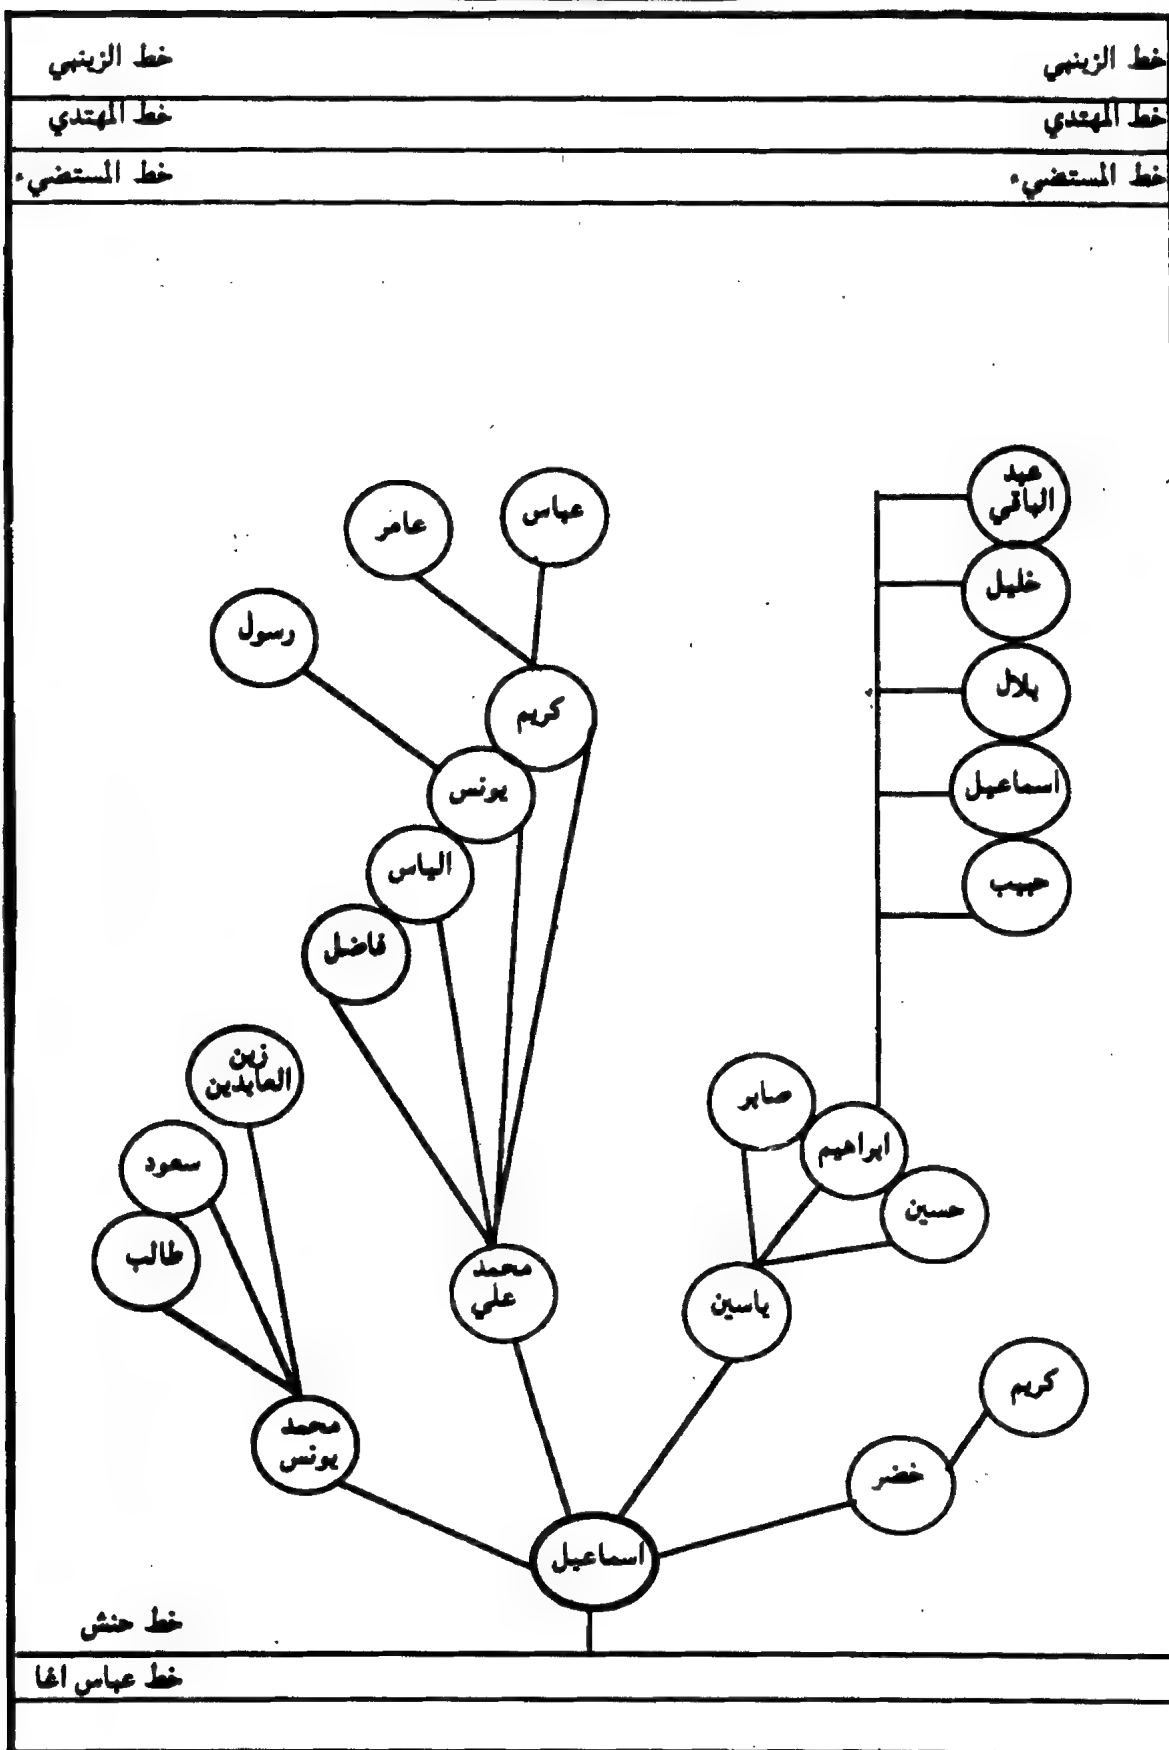 خط الزينبي
خط الزينبي
خط المهتدي
خط المهتدي
خط المستضيء
خط المستضيء
عبد
الباقي
خليل
بلال
اسماعيل
حبيب
عباس
عامر
رسول
كريم
يونس
الياس
فاضل
زين
العابدين
سعود
طالب
صابر
ابراهيم
حسين
محمد
علي
ياسين
كريم
محمد
يونس
خضر
اسماعيل
خط حنش
خط عباس اغا